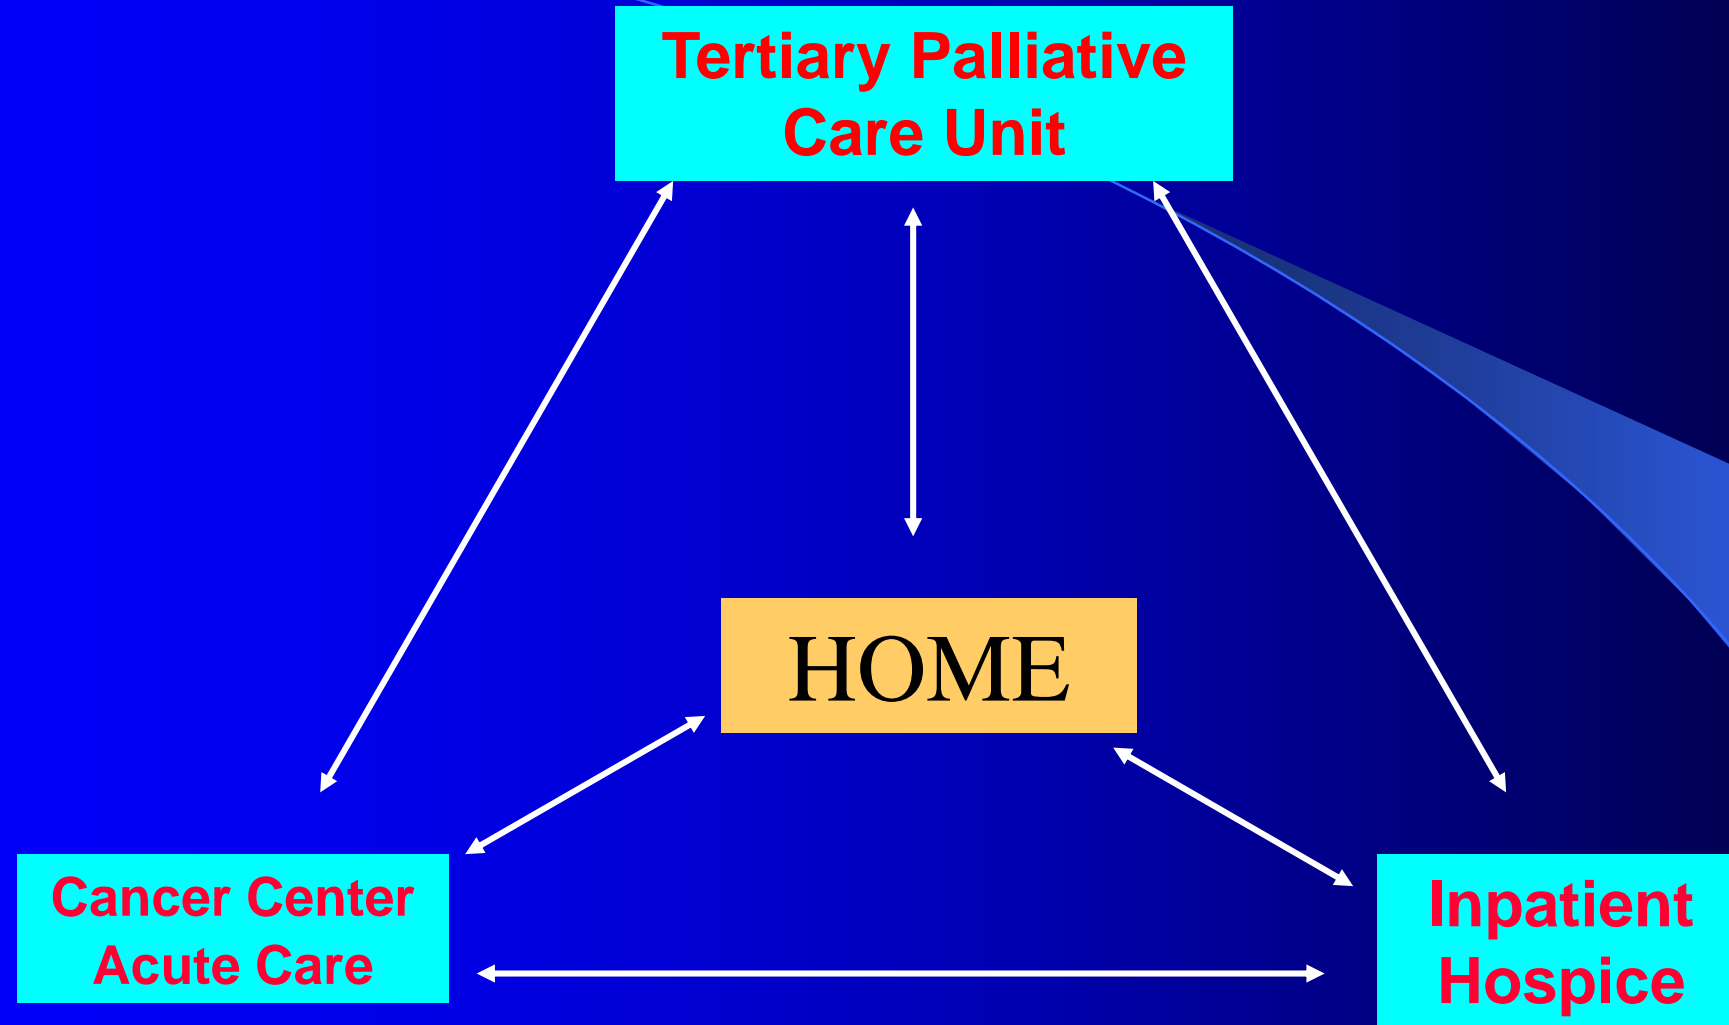 Tertiary Palliative
Care Unit
HOME
Cancer Center
Acute Care
Inpatient
Hospice